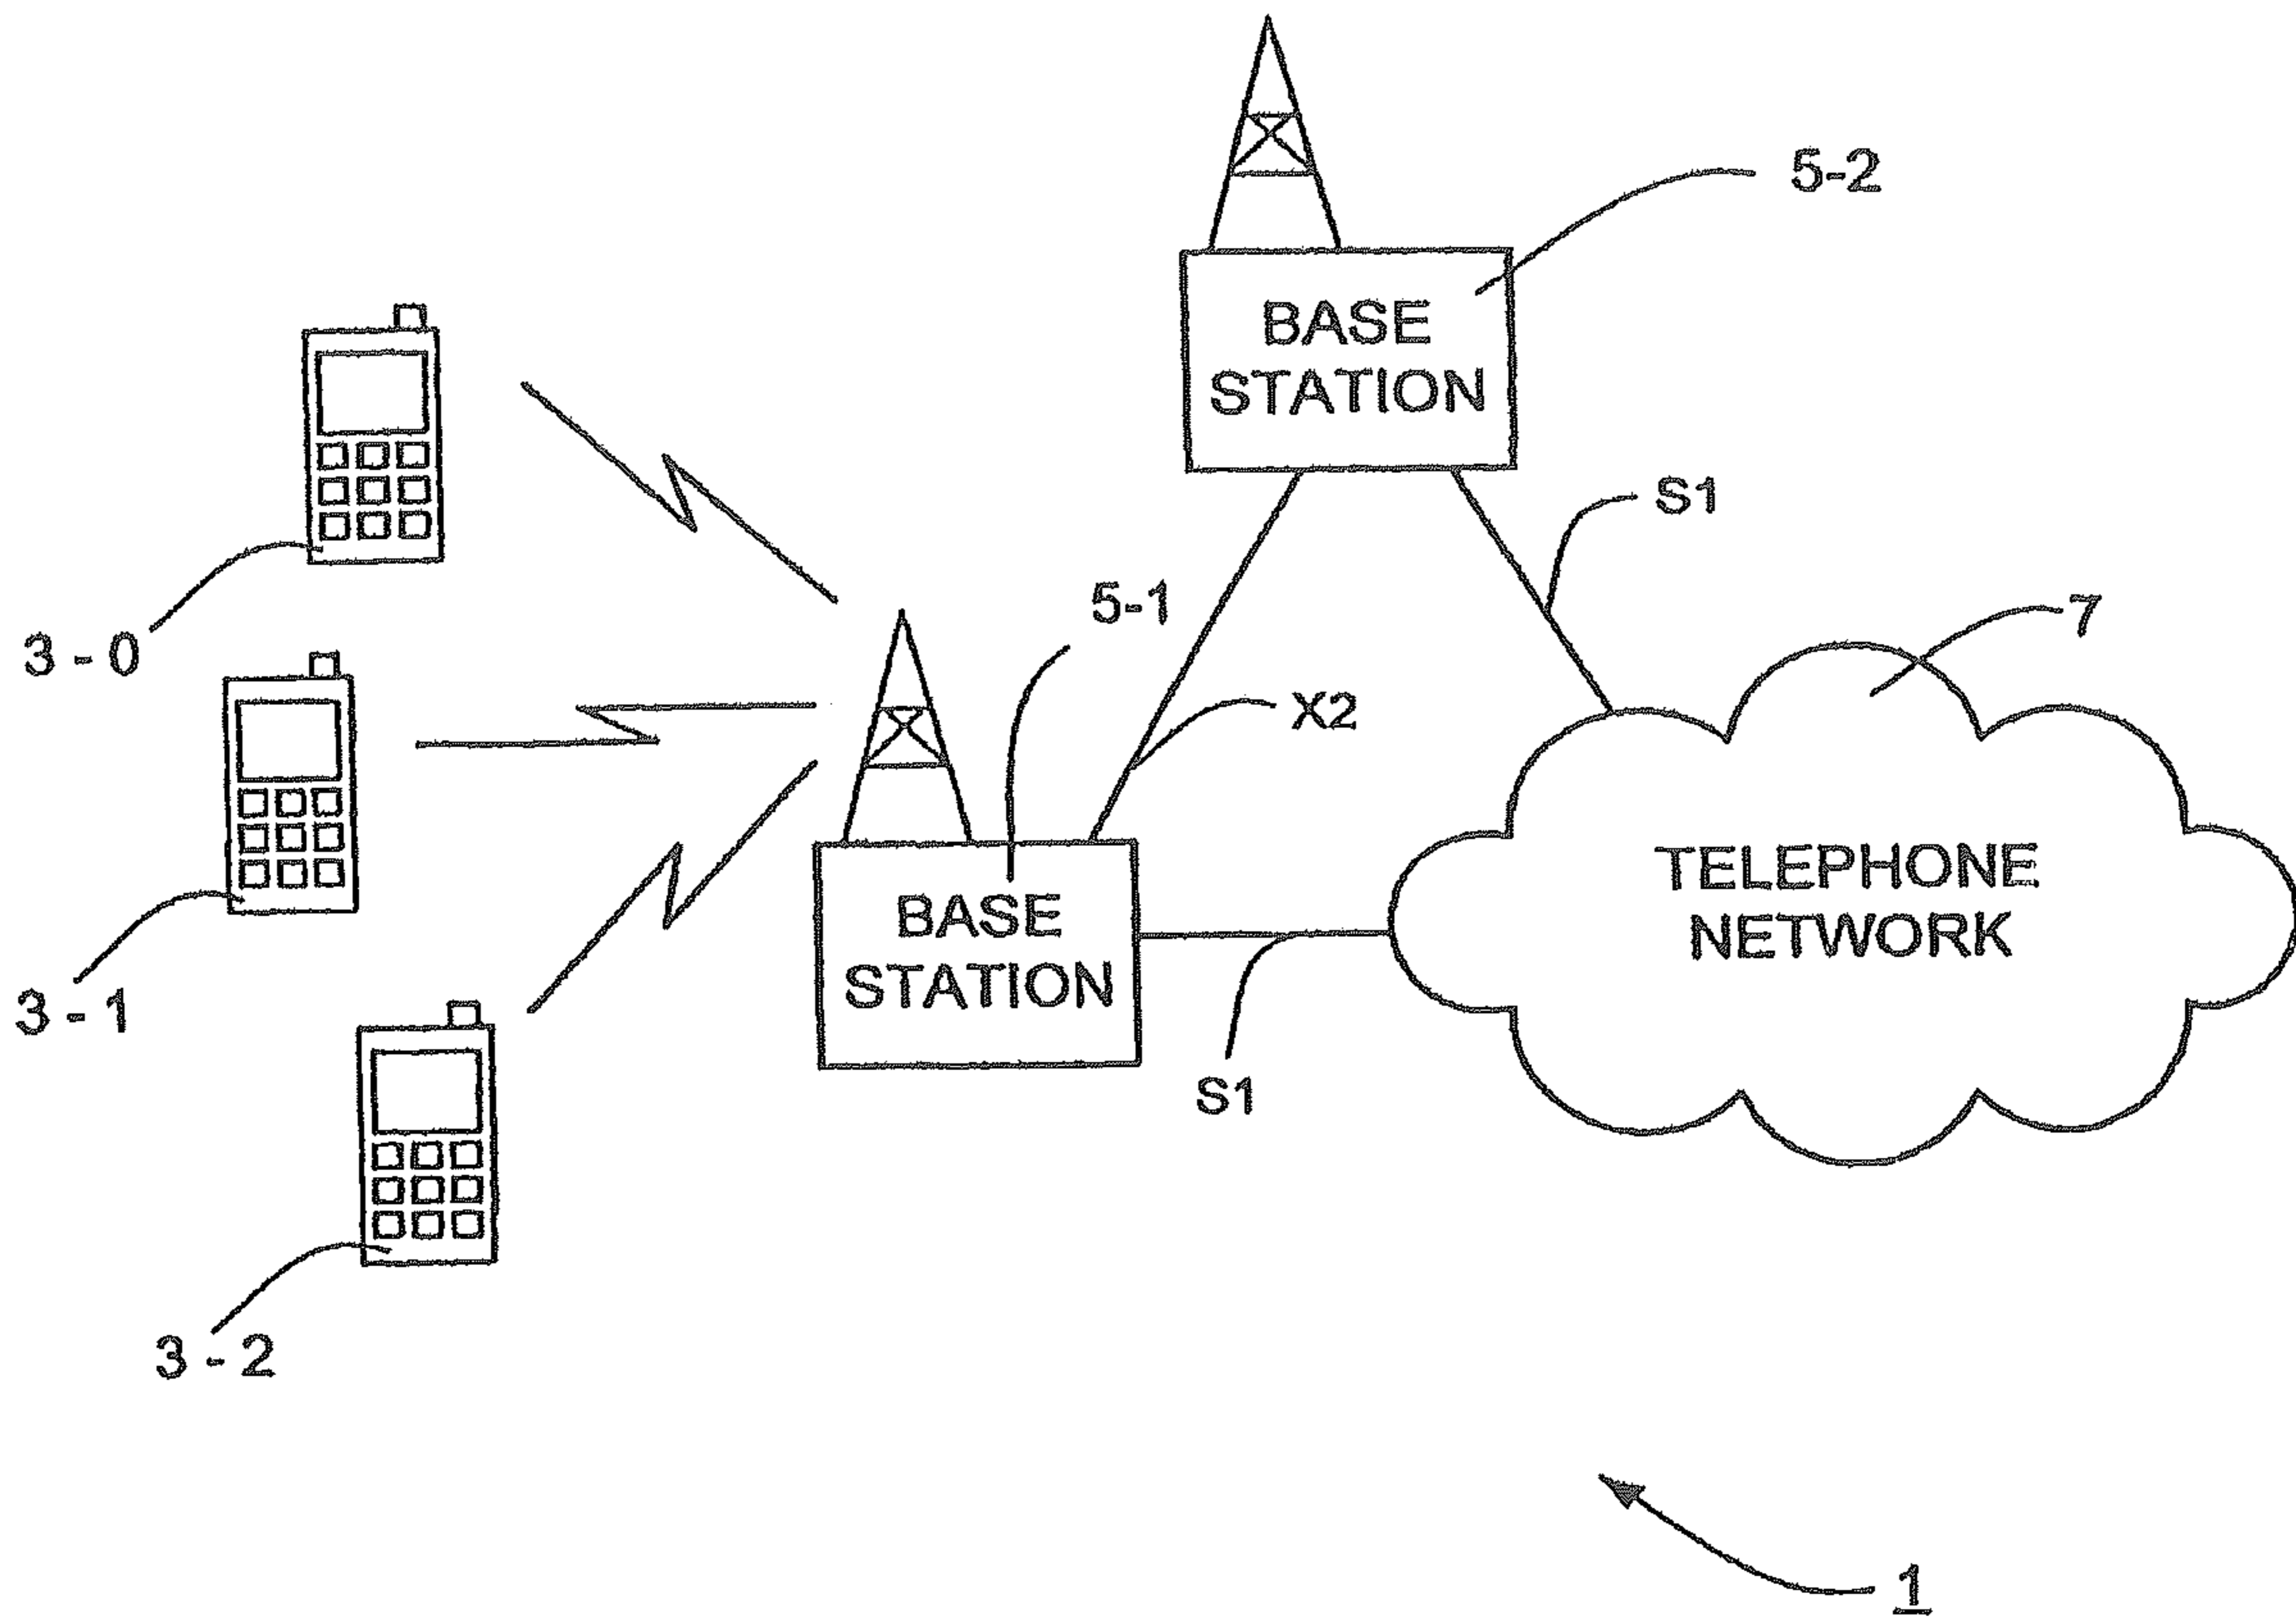 5-2
BASE
STATION
S1
5-1
7
3 - 0
X2
TELEPHONE
NETWORK
BASE
STATION
3 - 1
S1
3 - 2
1